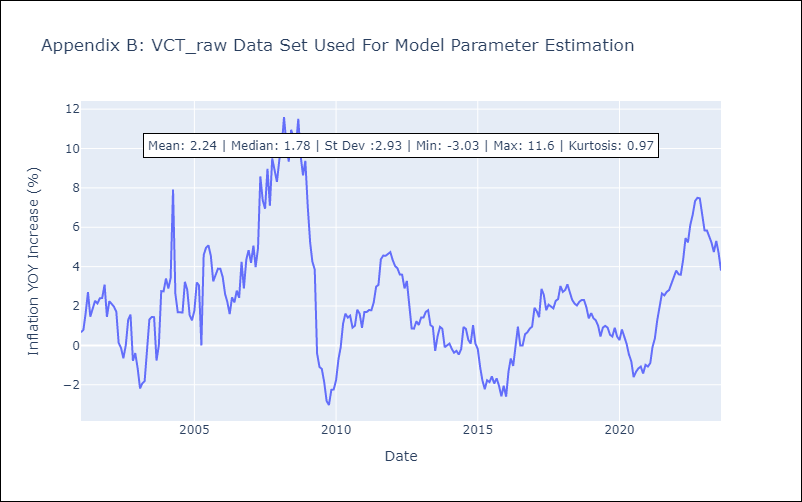 Appendix B: VCT_raw Data Set Used For Model Parameter Estimation
12
Mean: 2.24 | Median: 1.78 | St Dev :2.93 | Min: -3.03 | Max: 11.6 | Kurtosis: 0.97
10
8
6
4
2
0
−2
Inflation YOY Increase (%)
2005 2010 2015 2020
Date